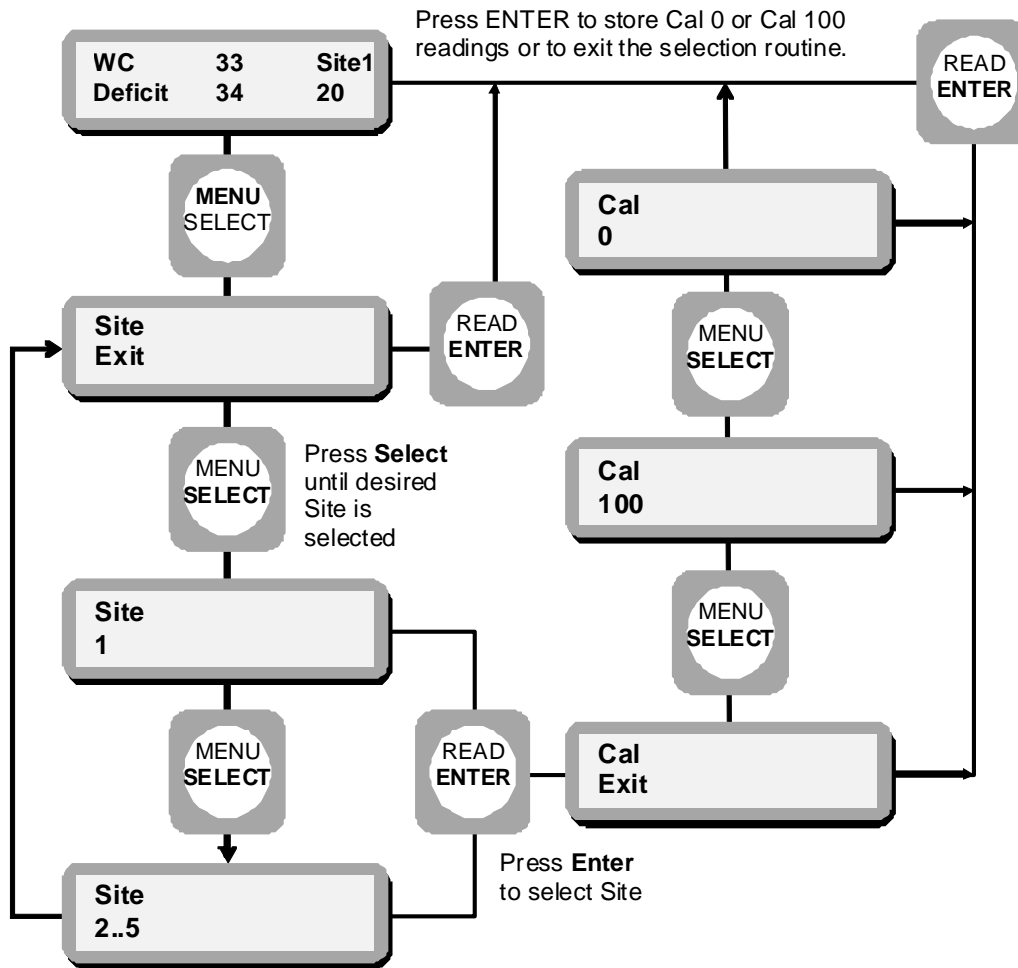 Press ENTER to store Cal 0 or Cal 100
readings or to exit the selection routine.
WC 33 Site1
Deficit 34 20
READ
ENTER
MENU
SELECT
Site
Exit
READ
ENTER
MENU
SELECT
Press Select
until desired
Site is
selected
Site
1
MENU
SELECT
Site
2..5
READ
ENTER
Press Enter
to select Site
Cal
0
MENU
SELECT
Cal
100
MENU
SELECT
Cal
Exit